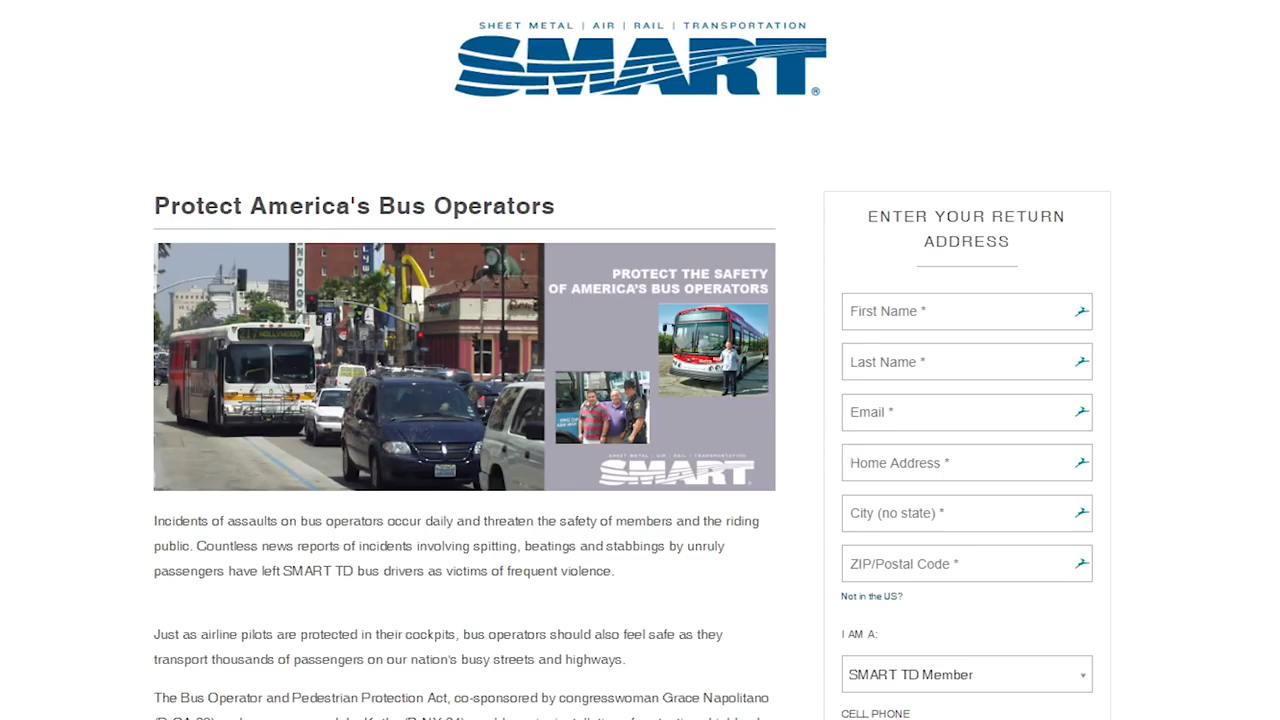 SHEET METAL | AIR | RAIL | TRANSPORTATION
SMART®
Protect America's Bus Operators
HOLLYWOOD
PROTECT THE SAFETY
OF AMERICA'S BUS OPERATORS
SHEET METAL | AIR | RAIL | TRANSPORTATION
SMART
Incidents of assaults on bus operators occur daily and threaten the safety of members and the riding
public. Countless news reports of incidents involving spitting, beatings and stabbings by unruly
passengers have left SMART TD bus drivers as victims of frequent violence.
Just as airline pilots are protected in their cockpits, bus operators should also feel safe as they
transport thousands of passengers on our nation's busy streets and highways.
The Bus Operator and Pedestrian Protection Act, co-sponsored by congresswoman Grace Napolitano
ENTER YOUR RETURN
ADDRESS
First Name *
Last Name *
Email *
Home Address *
City (no state) *
ZIP/Postal Code *
Not in the US?
I AM A:
SMART TD Member
CELL PHONE